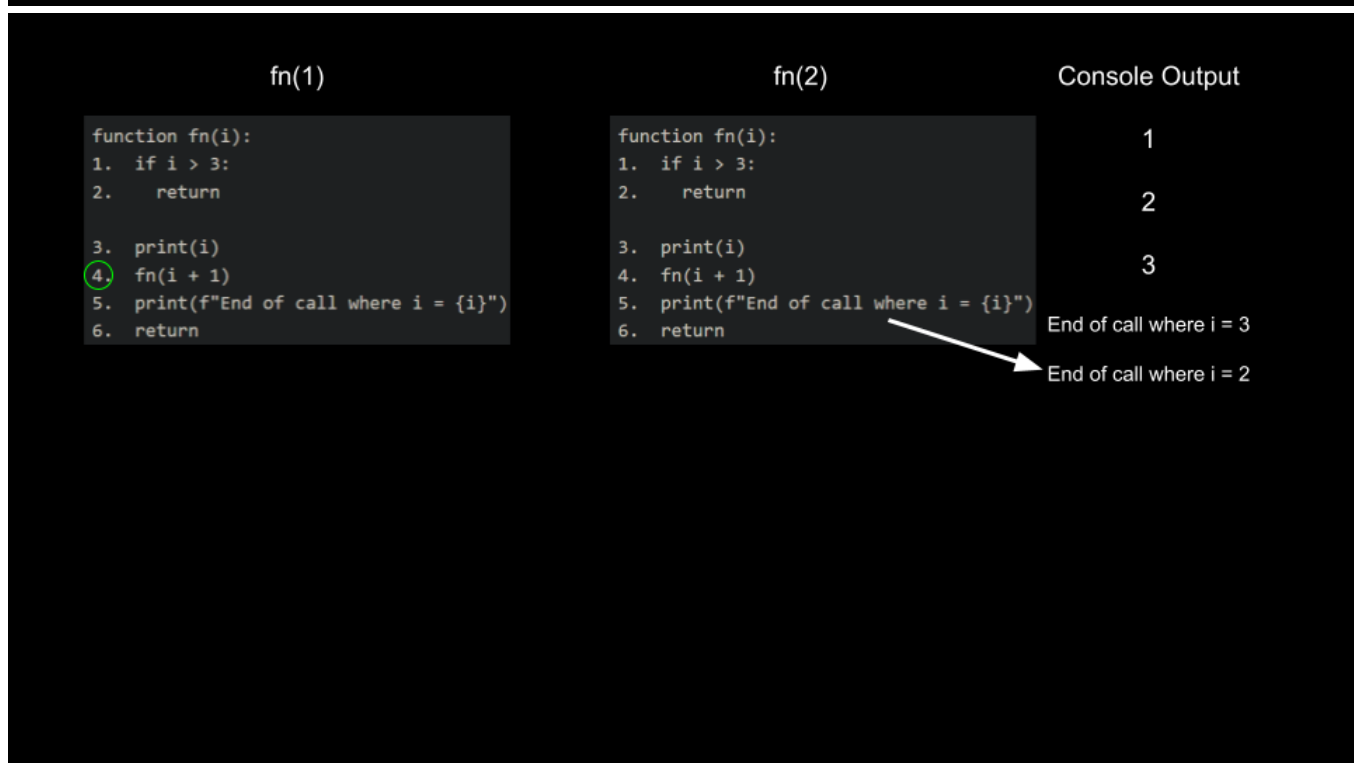 fn(1)
function fn(i):
1. if i > 3:
2.   return
3. print(i)
4. fn(i + 1)
5. print(f"End of call where i = {i}")
6. return
fn(2)
function fn(i):
1. if i > 3:
2.   return
3. print(i)
4. fn(i + 1)
5. print(f"End of call where i = {i}")
6. return
Console Output
1
2
3
End of call where i = 3
End of call where i = 2